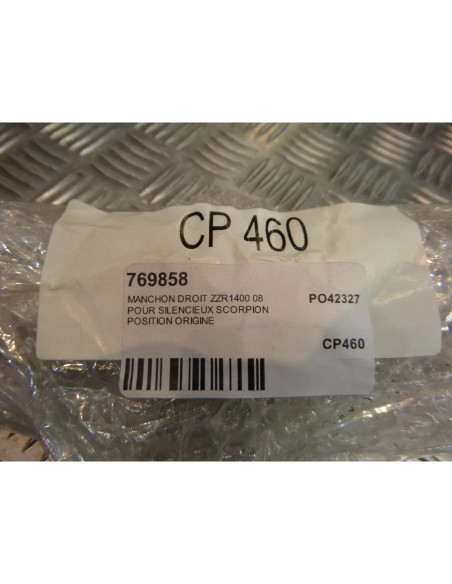 CP 460
769858
MANCHON DROIT ZZR1400 08 PO42327
POUR SILENCIEUX SCORPION
POSITION ORIGINE
CP460